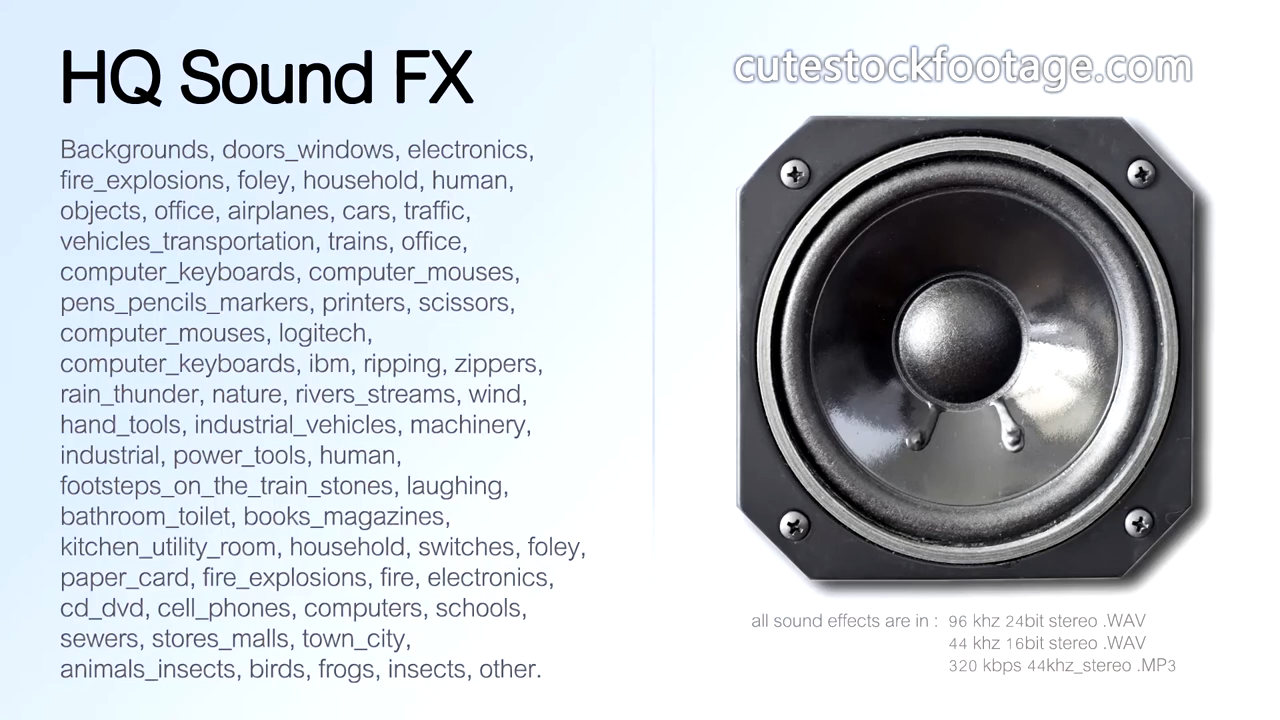 HQ Sound FX
Backgrounds, doors_windows, electronics,
fire_explosions, foley, household, human,
objects, office, airplanes, cars, traffic,
vehicles_transportation, trains, office,
computer_keyboards, computer_mouses,
pens_pencils_markers, printers, scissors,
computer_mouses, logitech,
computer_keyboards, ibm, ripping, zippers,
rain_thunder, nature, rivers_streams, wind,
hand_tools, industrial_vehicles, machinery,
industrial, power_tools, human,
footsteps_on_the_train_stones, laughing,
bathroom_toilet, books_magazines,
kitchen_utility_room, household, switches, foley,
paper_card, fire_explosions, fire, electronics,
cd_dvd, cell_phones, computers, schools,
sewers, stores_malls, town_city,
animals_insects, birds, frogs, insects, other.
cutestockfootage.com
all sound effects are in : 96 khz 24bit stereo .WAV
44 khz 16bit stereo .WAV
320 kbps 44khz_stereo .MP3